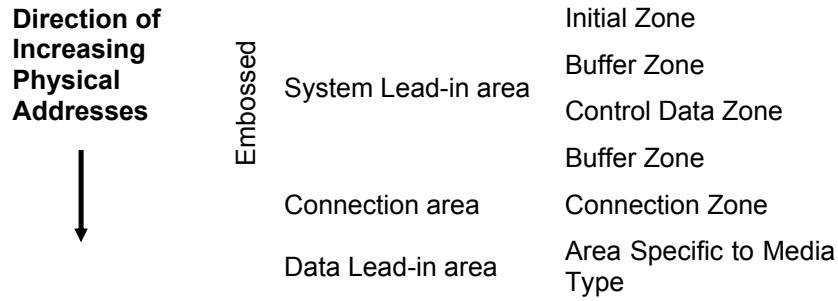 Direction of
Increasing
Physical
Addresses
Embossed
System Lead-in area
Connection area
Data Lead-in area
Initial Zone
Buffer Zone
Control Data Zone
Buffer Zone
Connection Zone
Area Specific to Media
Type